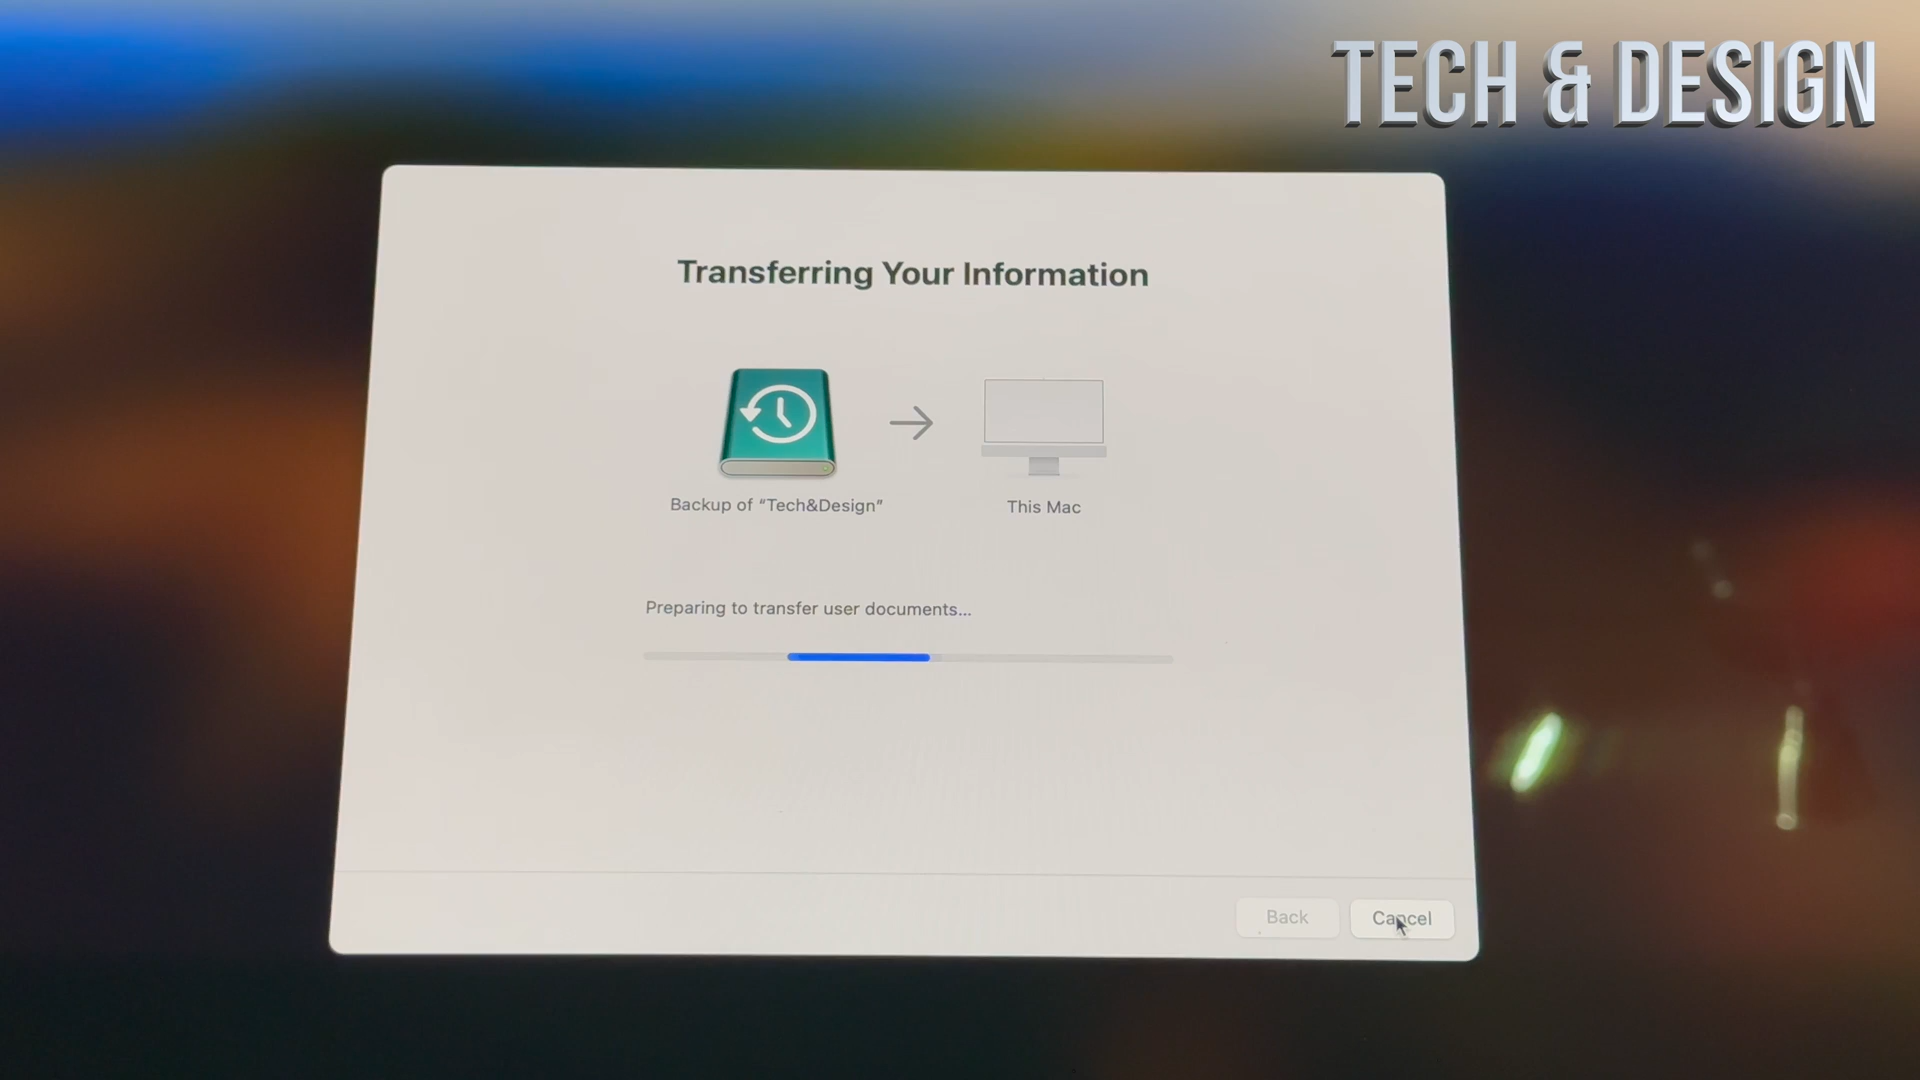 TECH & DESIGN
Transferring Your Information
Backup of “Tech&Design”
This Mac
Preparing to transfer user documents...
Back
Cancel